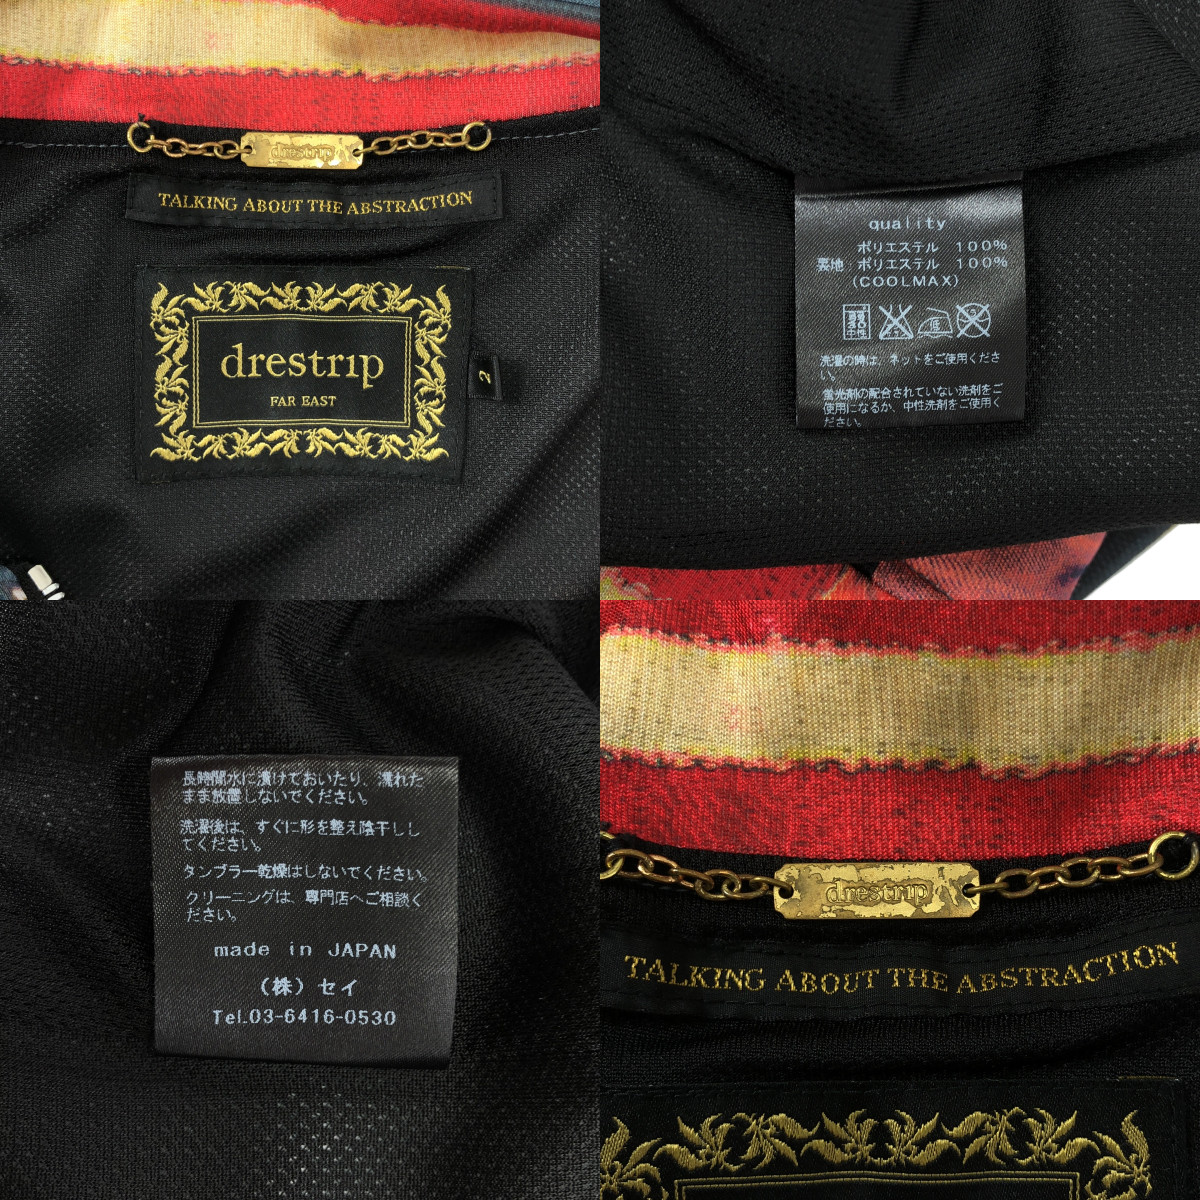 drestrip
TALKING ABOUT THE ABSTRACTION
drestrip
FAR EAST
2
quality
ポリエステル 100%
裏地 ポリエステル 100%
(COOLMAX)
中性
低
洗濯の時は、ネットをご使用くださ
い。
蛍光剤の配合されていない洗剤をご
使用になるか、中性洗剤をご使用く
ださい。
長時間水に漬けておいたり、濡れた
まま放置しないでください。
洗濯後は、すぐに形を整え陰干しし
てください。
タンブラー乾燥はしないでください。
クリーニングは、専門店へご相談く
ださい。
made in JAPAN
(株)セイ
Tel.03-6416-0530
drestrip
TALKING ABOUT THE ABSTRACTION